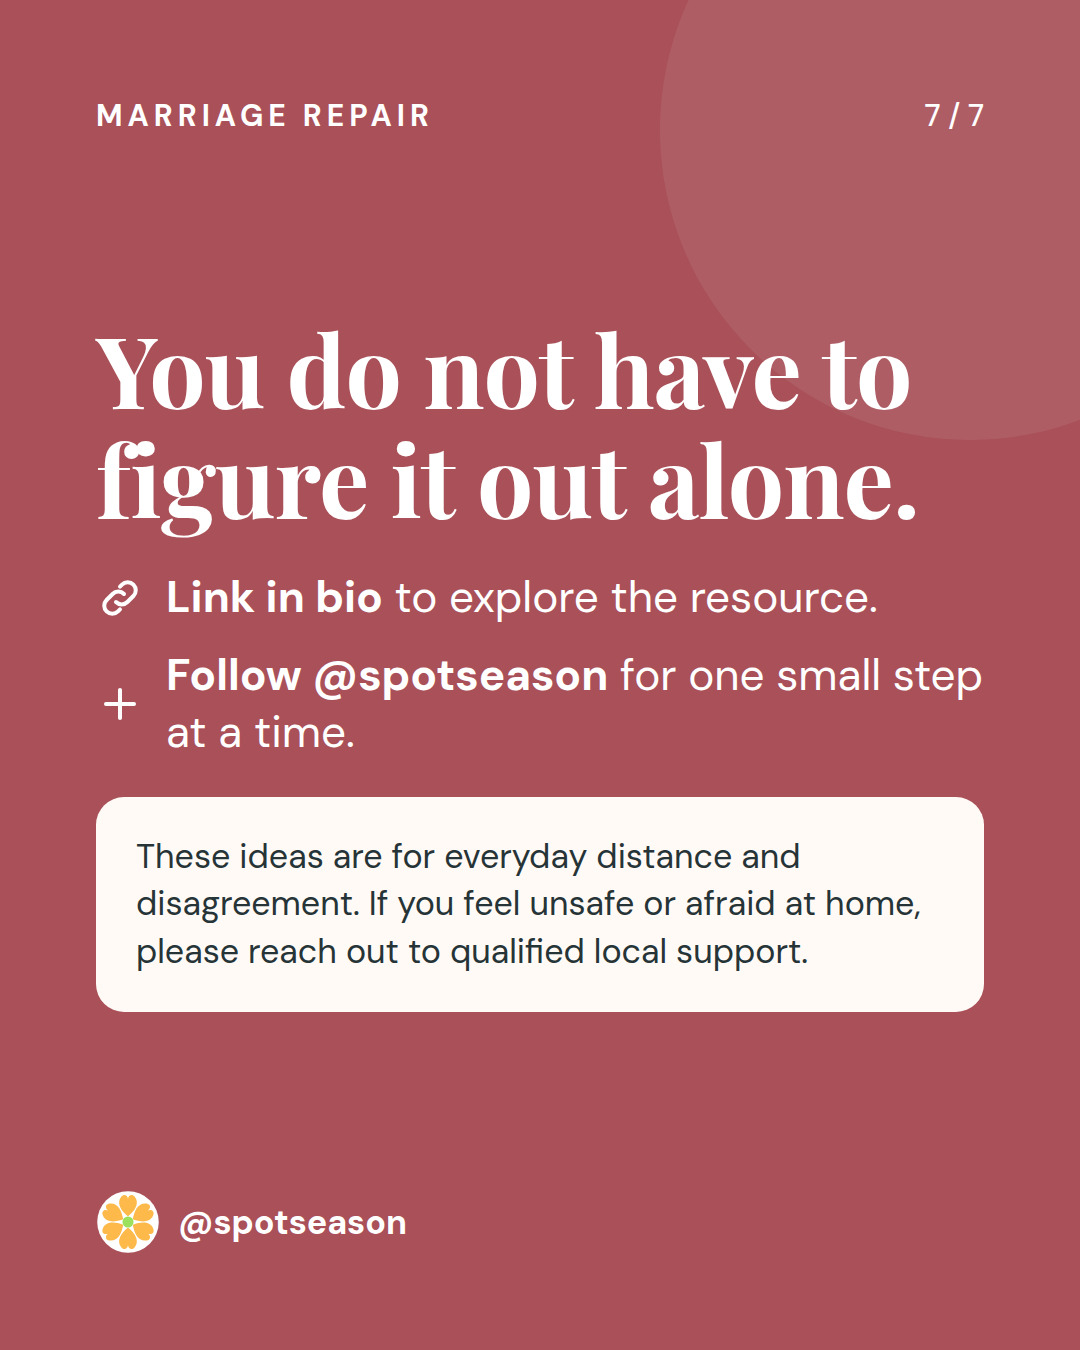 MARRIAGE REPAIR
7 / 7
You do not have to
figure it out alone.
Link in bio to explore the resource.
Follow @spotseason for one small step
at a time.
These ideas are for everyday distance and
disagreement. If you feel unsafe or afraid at home,
please reach out to qualified local support.
@spotseason